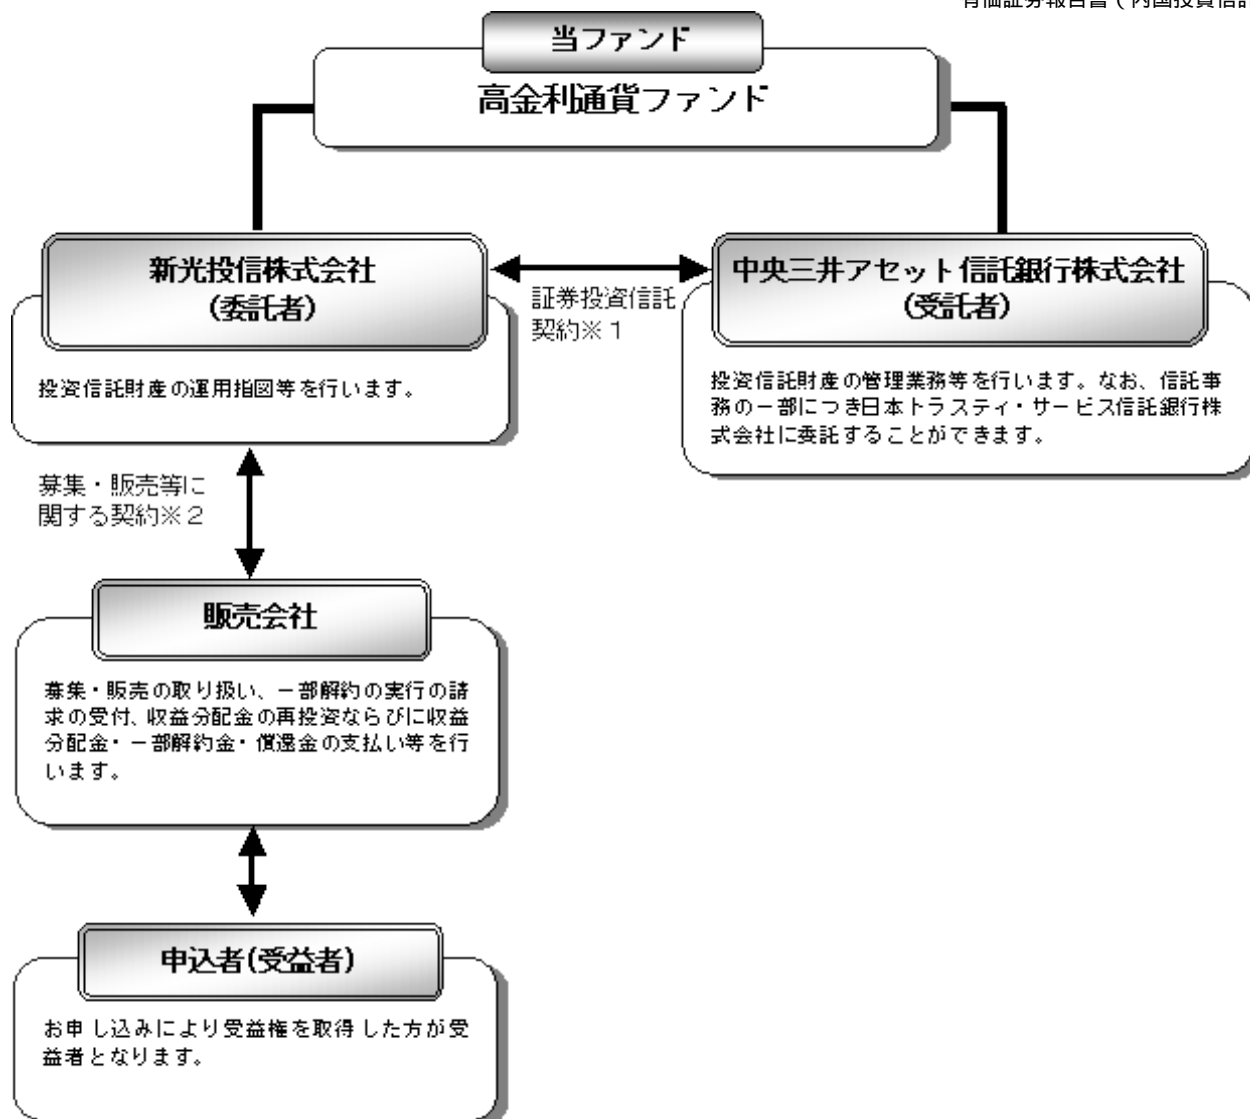 有価証券報告書（内国投資信託
当ファンド
高金利通貨ファンド
新光投信株式会社
(委託者)
投資信託財産の運用指図等を行います。
証券投資信託
契約※１
中央三井アセット信託銀行株式会社
(受託者)
投資信託財産の管理業務等を行います。なお、信託事
務の一部につき日本トラスティ・サービス信託銀行株
式会社に委託することができます。
募集・販売等に
関する契約※２
販売会社
募集・販売の取り扱い、一部解約の実行の請
求の受付、収益分配金の再投資ならびに収益
分配金・一部解約金・償還金の支払い等を行
います。
申込者(受益者)
お申し込みにより受益権を取得した方が受
益者となります。